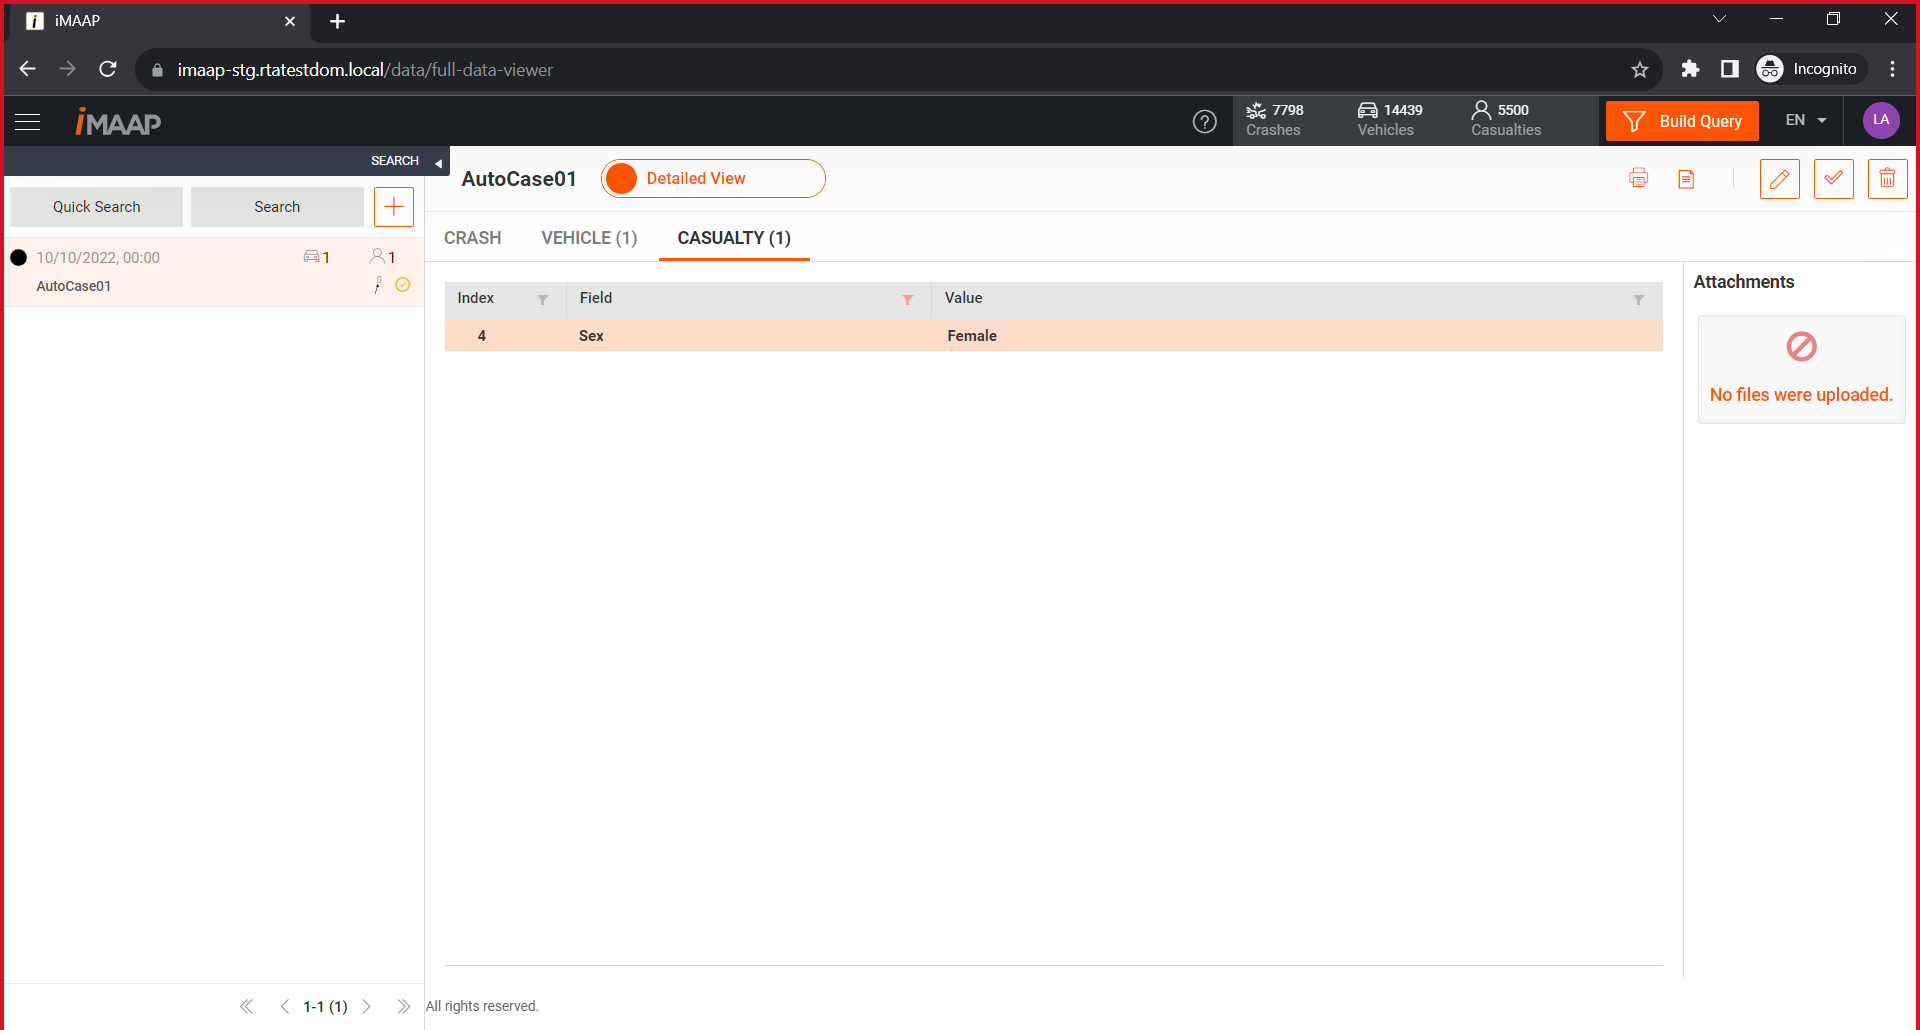 iMAAP
imaap-stg.rtatestdom.local/data/full-data-viewer
Incognito
iMAAP
7798
Crashes
14439
Vehicles
5500
Casualties
Build Query
EN
LA
SEARCH
AutoCase01
Detailed View
Quick Search
Search
CRASH
VEHICLE (1)
CASUALTY (1)
10/10/2022, 00:00
1
1
AutoCase01
Index
Field
Value
4
Sex
Female
Attachments
No files were uploaded.
1-1 (1)
All rights reserved.